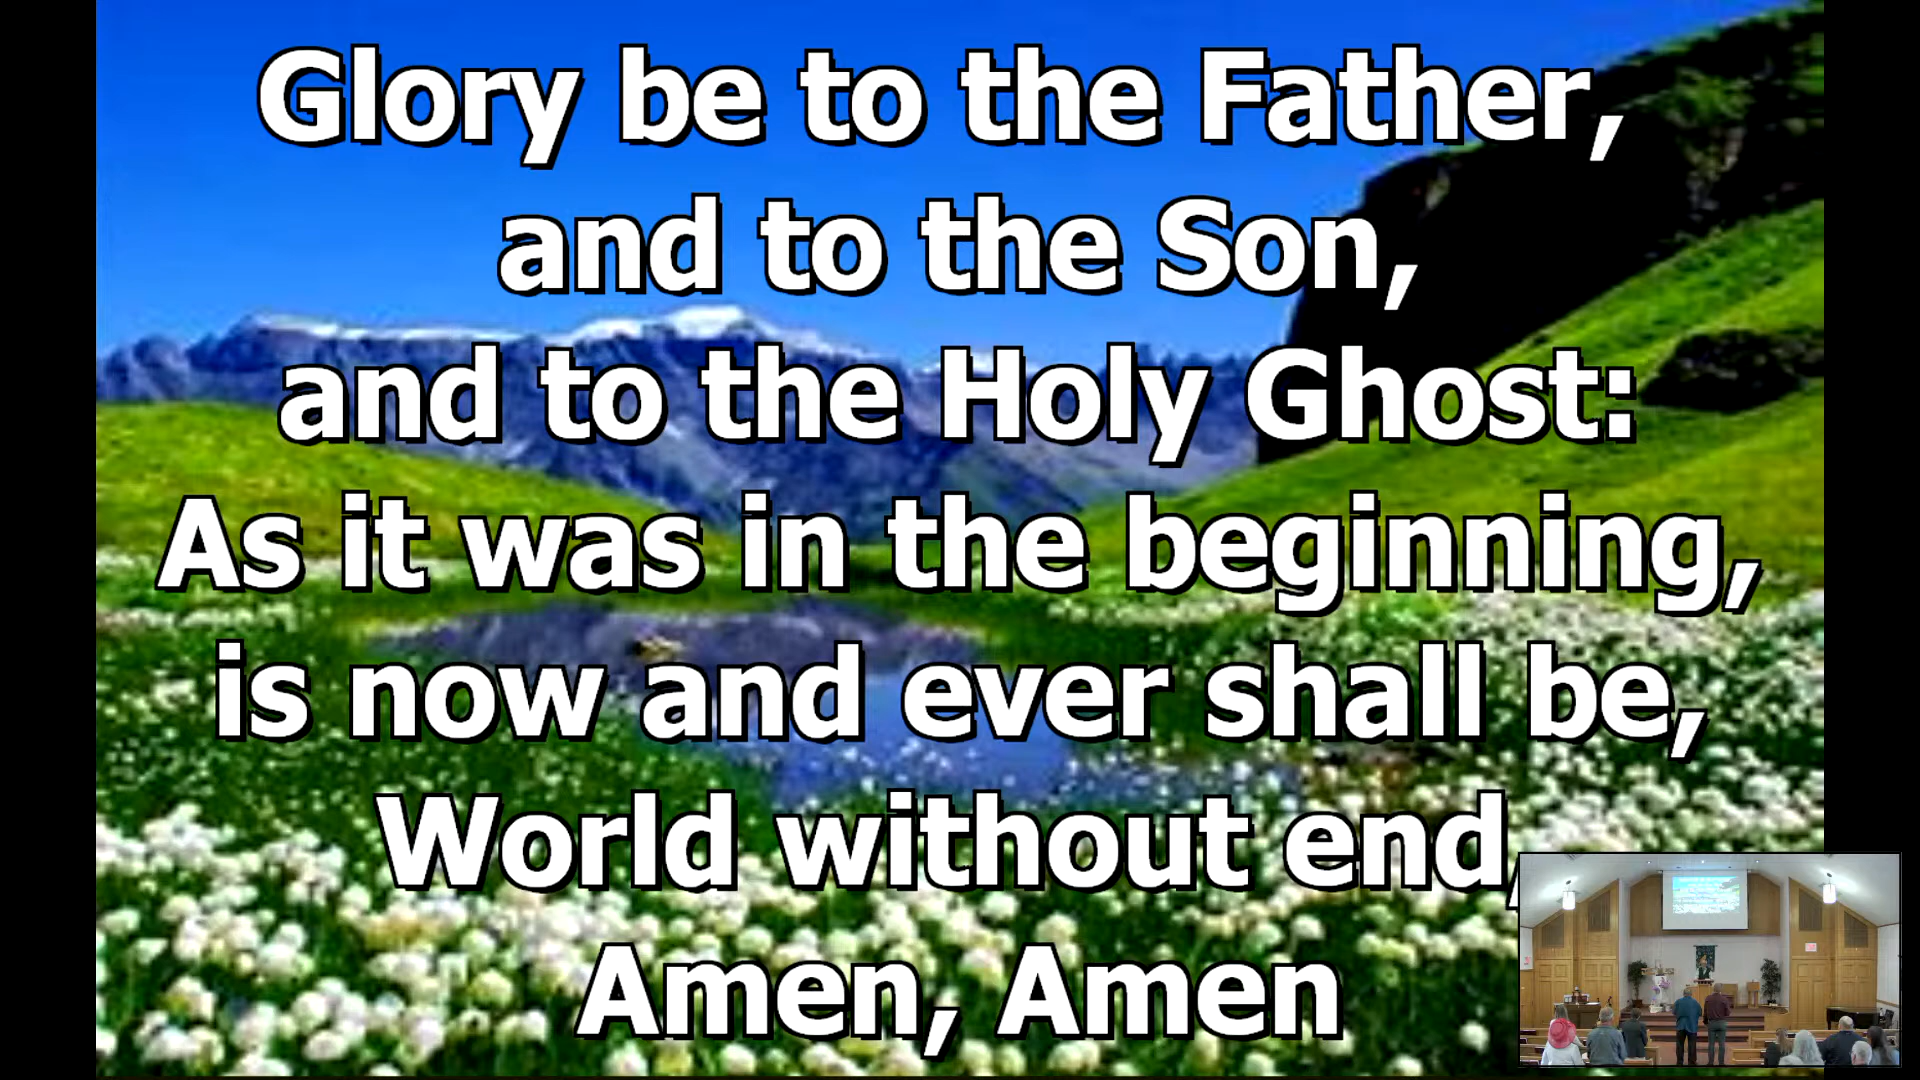 Glory be to the Father,
and to the Son,
and to the Holy Ghost:
As it was in the beginning,
is now and ever shall be,
World without end,
Amen, Amen